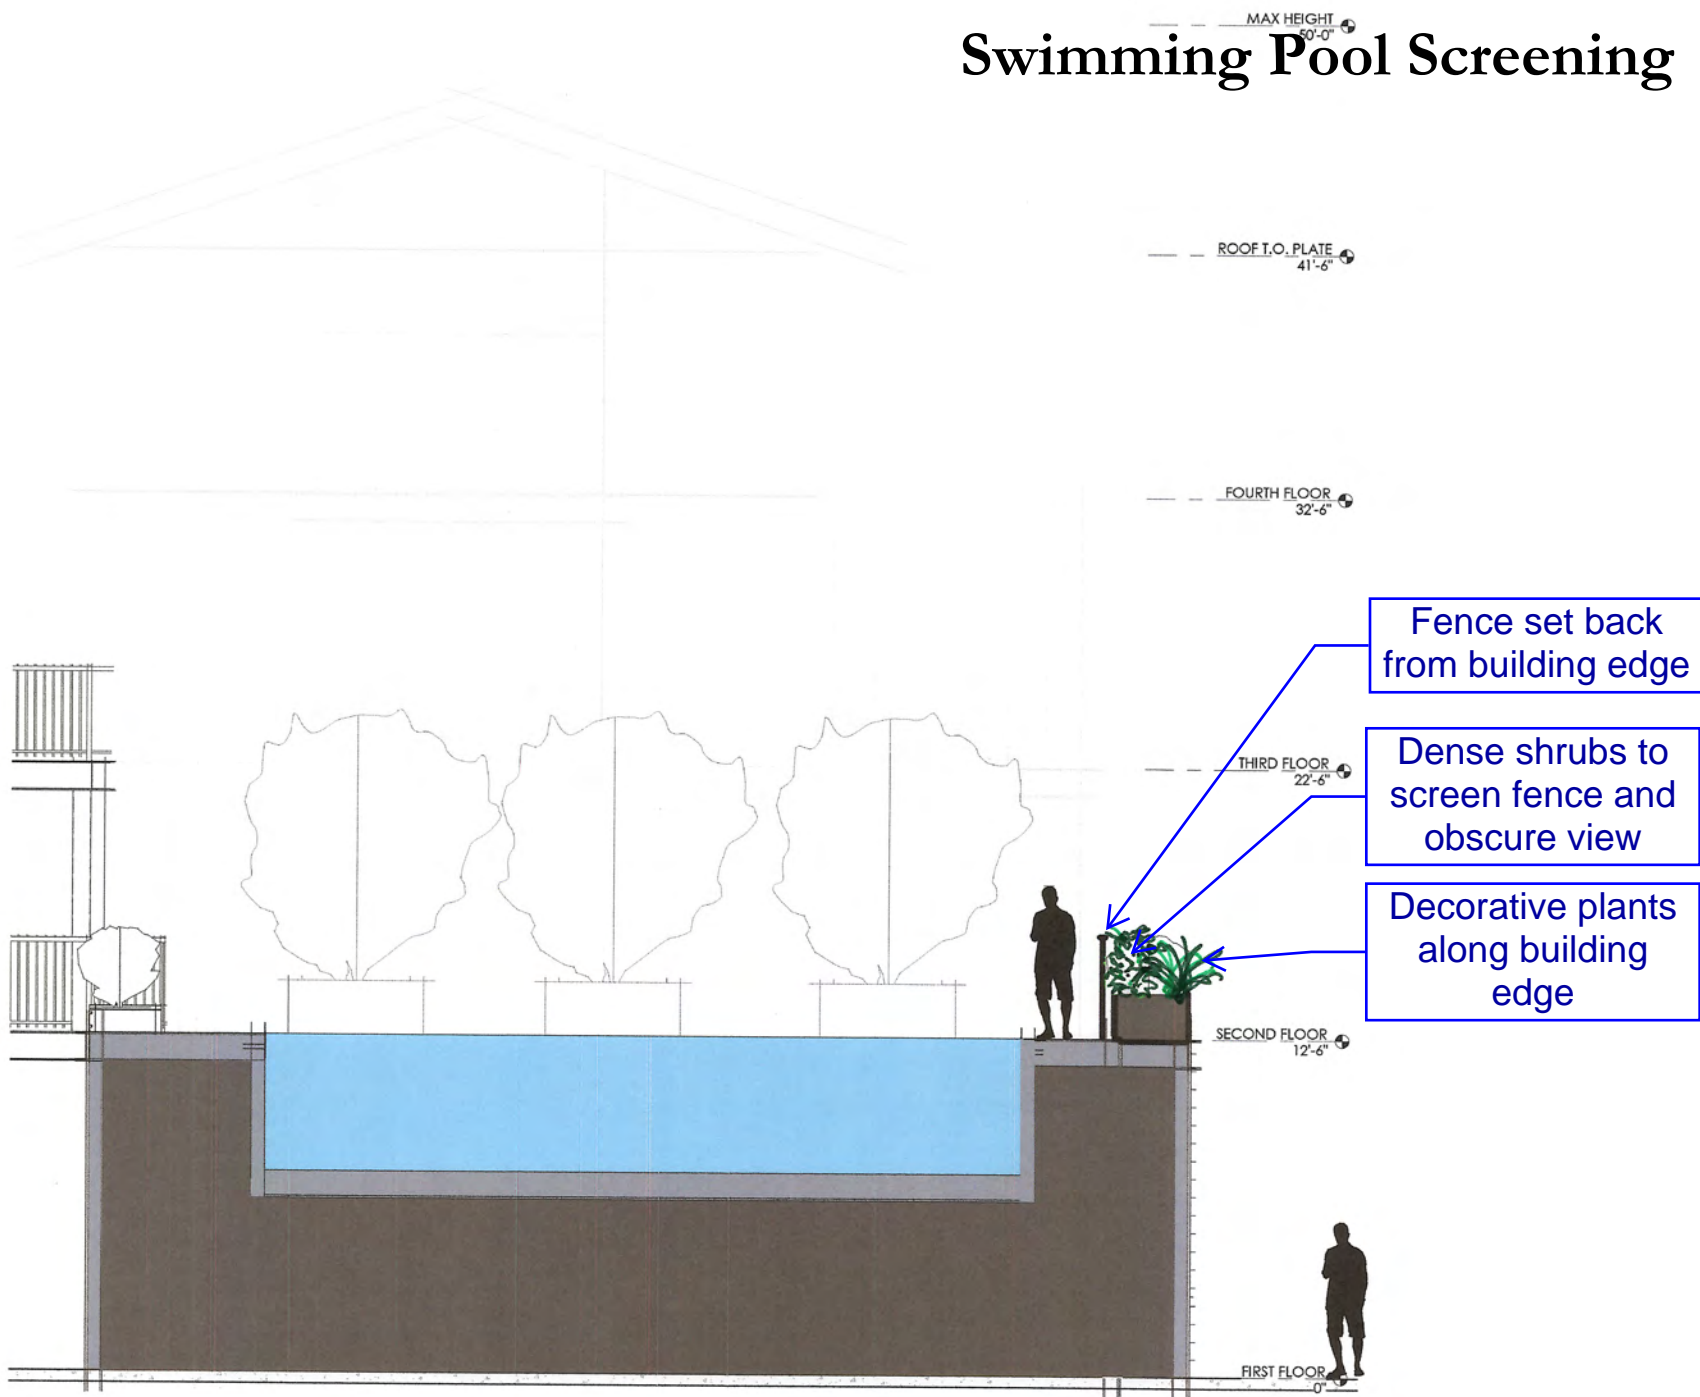 MAX HEIGHT
50'-0"
Swimming Pool Screening
ROOF T.O. PLATE
41'-6"
FOURTH FLOOR
32'-6"
Fence set back
from building edge
Dense shrubs to
screen fence and
obscure view
THIRD FLOOR
22'-6"
Decorative plants
along building
edge
SECOND FLOOR
12'-6"
FIRST FLOOR
0"